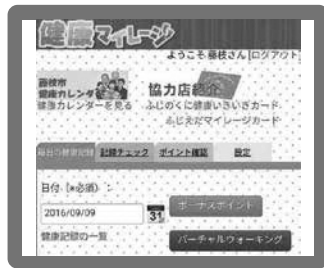 健康マイレージ
ようこそ 藤枝さん [ログアウト]
藤枝市
健康カレンダー
健康カレンダーを見る
協力店紹介
ふじのくに健康いきいきカード
ふじえだマイレージカード
毎日の健康記録 記録チェック ポイント確認 設定
日付 (*必須) :
2016/09/09
31
ボーナスポイント
健康記録の一覧
バーチャルウォーキング